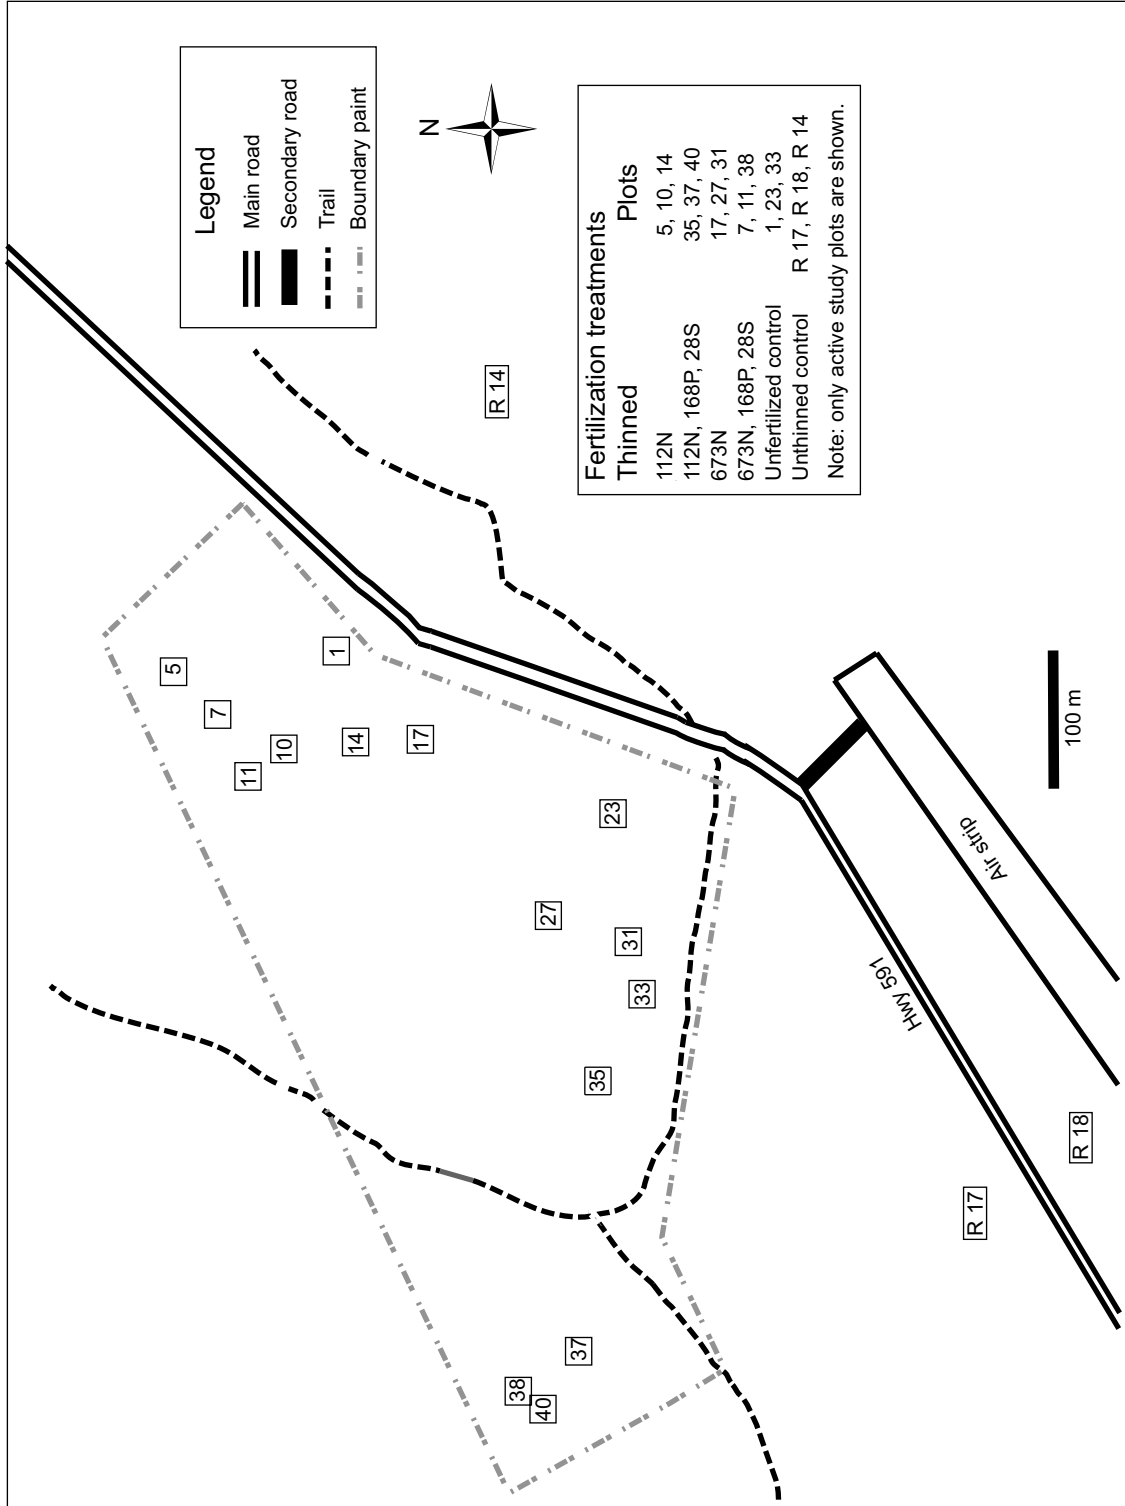 Legend
Main road
Secondary road
Trail
Boundary paint
N
Fertilization treatments
Thinned Plots
112N 5, 10, 14
112N, 168P, 28S 35, 37, 40
673N 17, 27, 31
673N, 168P, 28S 7, 11, 38
Unfertilized control 1, 23, 33
Unthinned control R 17, R 18, R 14
Note: only active study plots are shown.
R 14
5
7
1
10
11
14
17
23
27
31
33
35
38
40
37
Air strip
Hwy 591
100 m
R 17
R 18